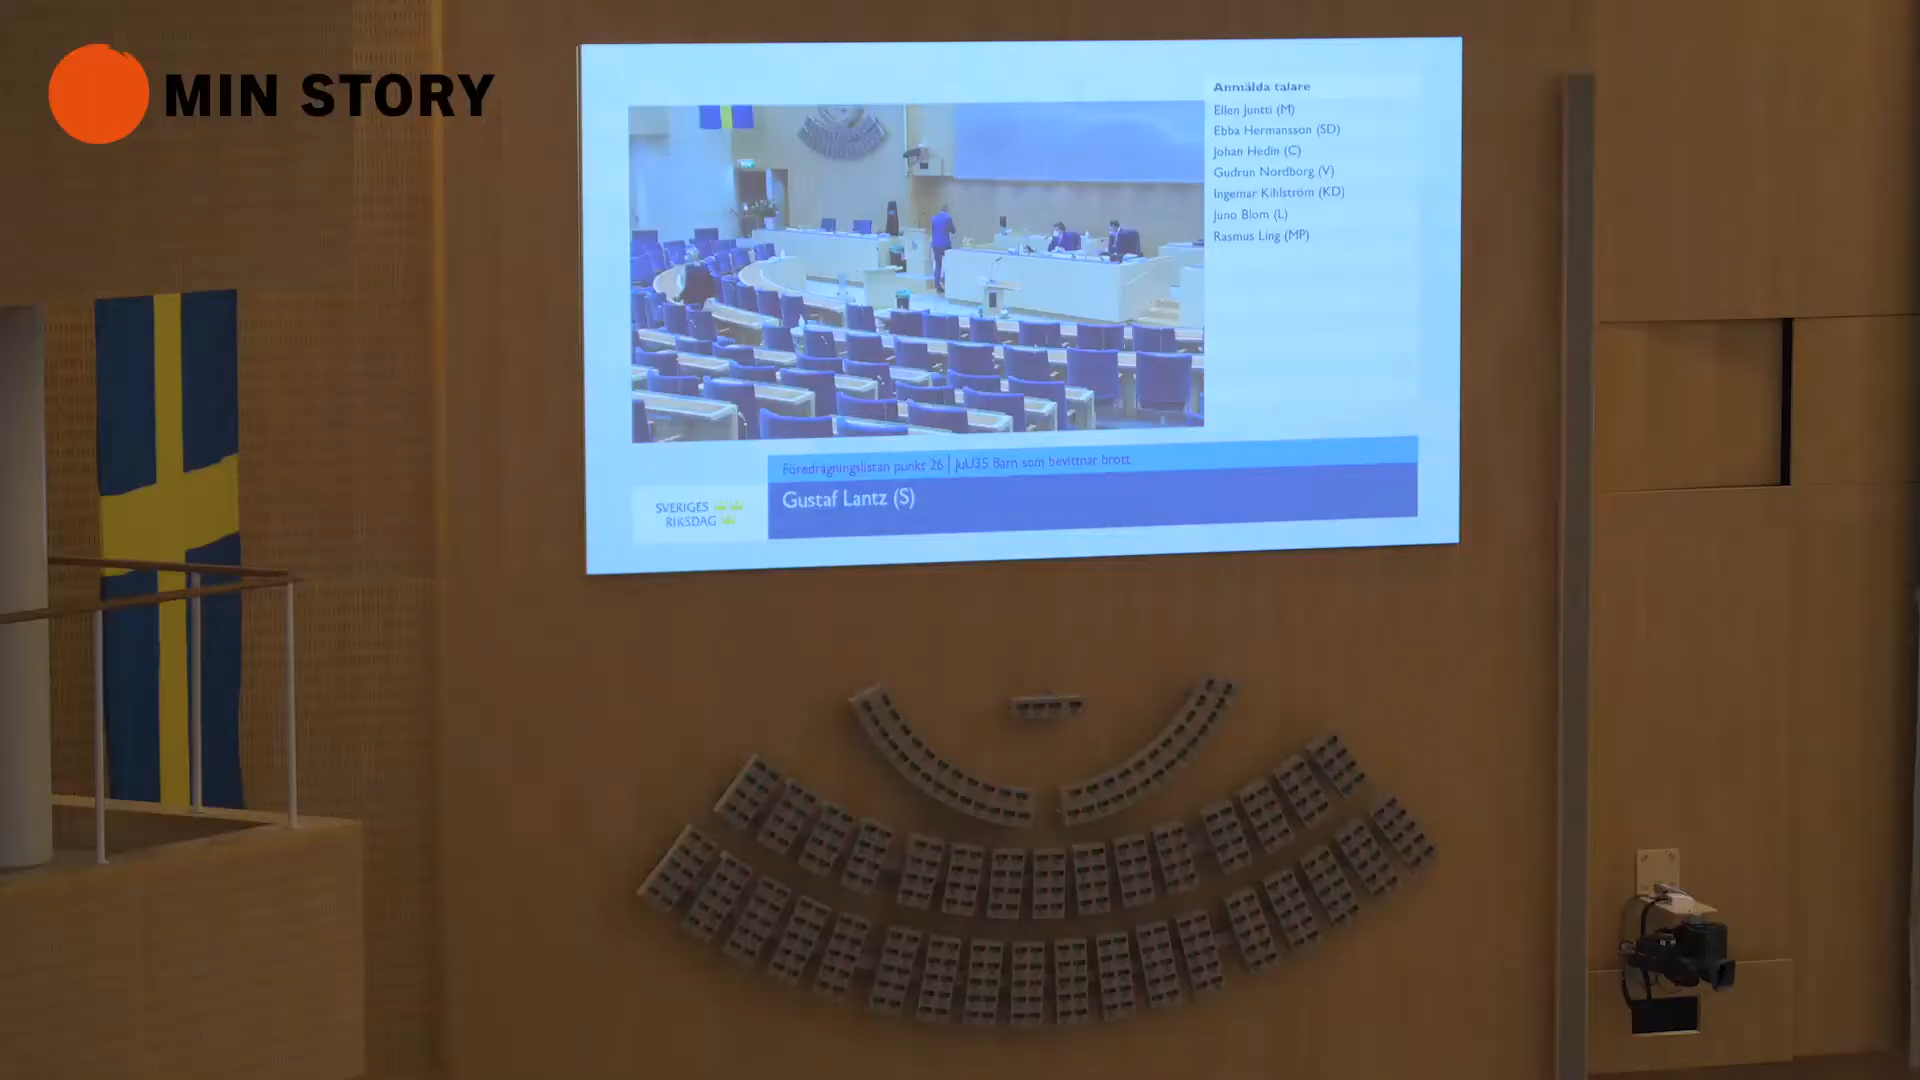 MIN STORY
Anmälda talare
Ellen Juntti (M)
Ebba Hermansson (SD)
Johan Hedin (C)
Gudrun Nordborg (V)
Ingemar Kihlström (KD)
Juno Blom (L)
Rasmus Ling (MP)
Föredragningslistan punkt 26 | JuU35 Barn som bevittnar brott
Gustaf Lantz (S)
SVERIGES
RIKSDAG